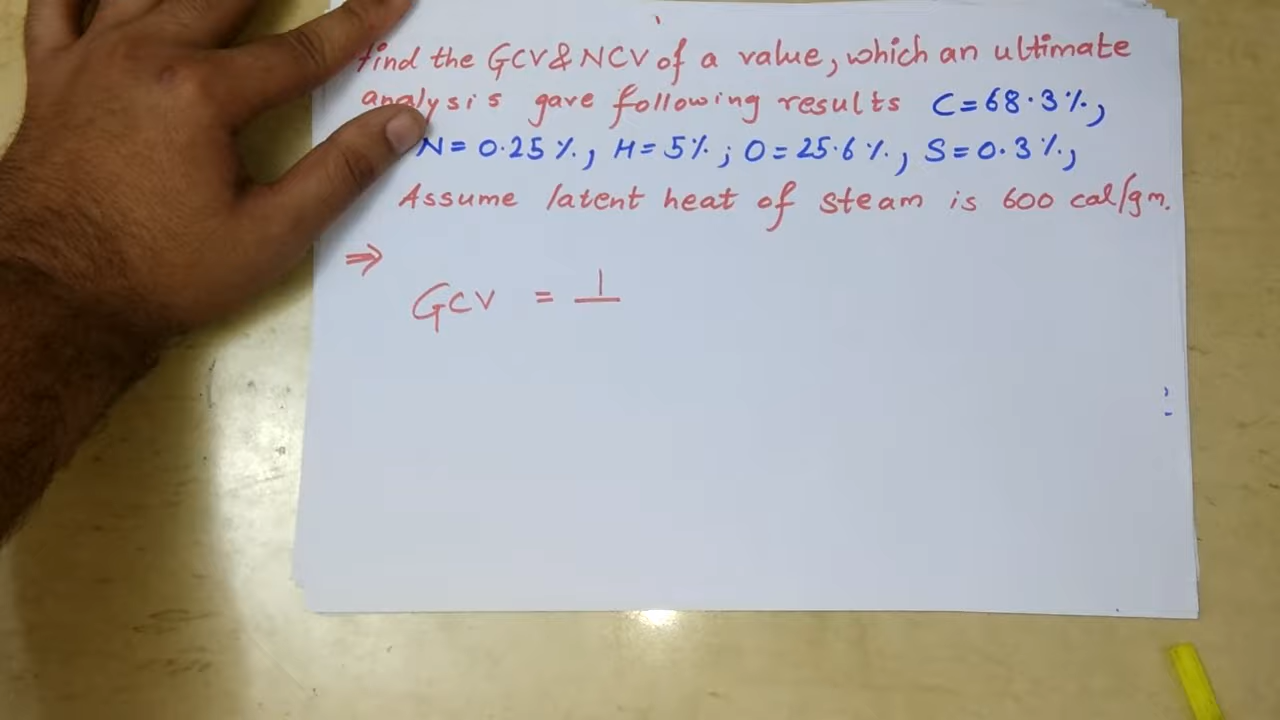 find the GCV & NCV of a value, which an ultimate
analysis gave following results C=68.3%,
N=0.25%, H=5%; O=25.6%, S=0.3%,
Assume latent heat of steam is 600 cal/gm.
⇒
GCV = 1